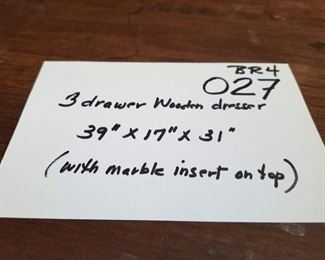 BR4
027
3 drawer Wooden dresser
39" x 17" x 31"
(with marble insert on top)